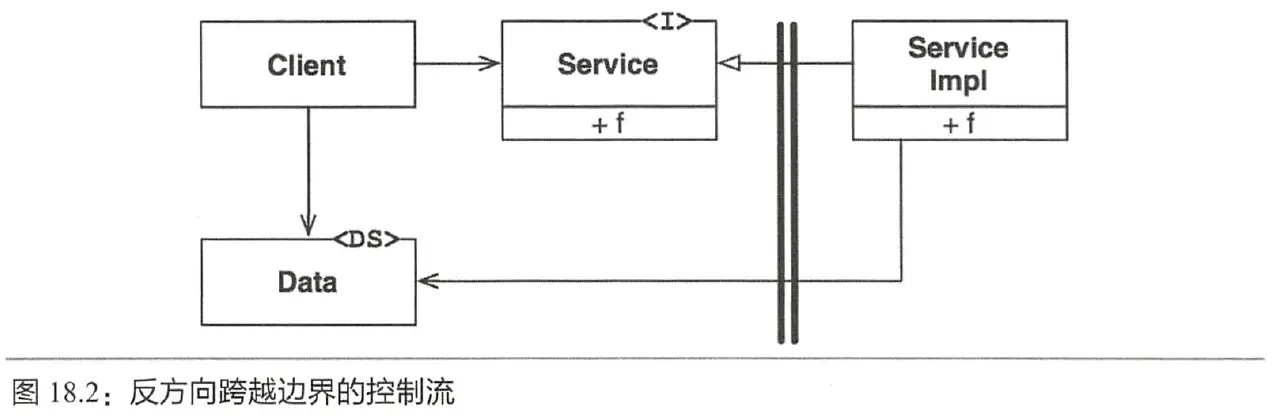 Client
<I>
Service
+ f
Service
Impl
+ f
<DS>
Data
图 18.2：反方向跨越边界的控制流